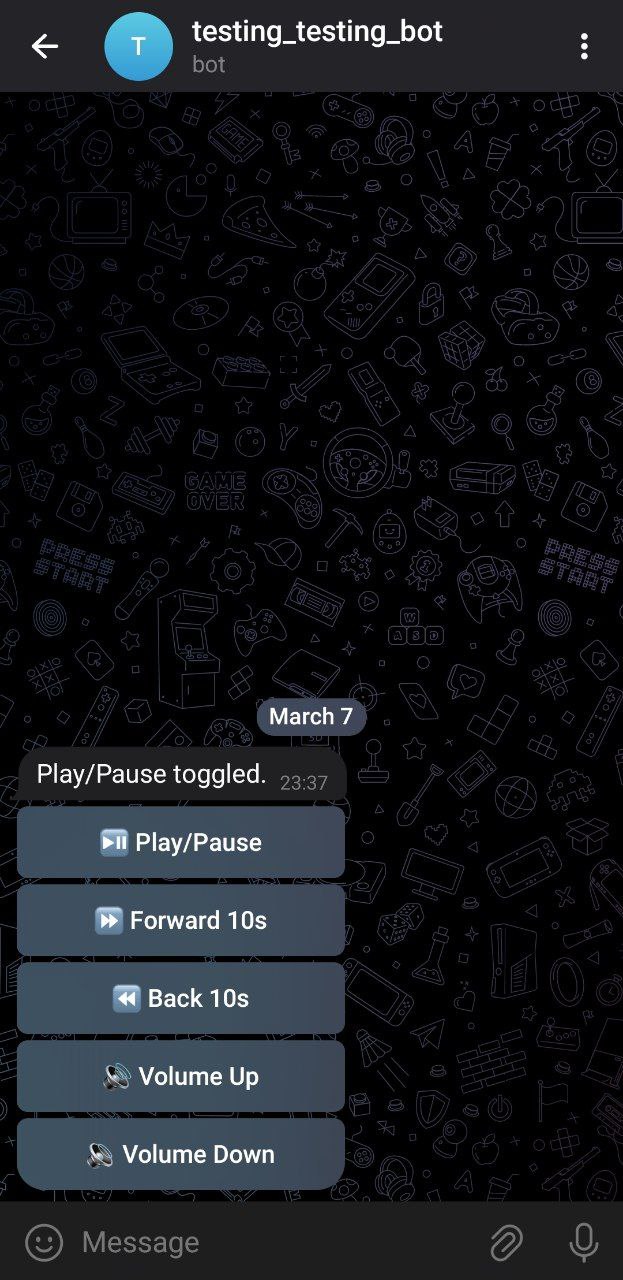 T
testing_testing_bot
bot
GAME
GAME OVER
PRESS START
PRESS START
W
A S D
March 7
Play/Pause toggled. 23:37
⏯ Play/Pause
⏩ Forward 10s
⏪ Back 10s
🔊 Volume Up
🔉 Volume Down
Message